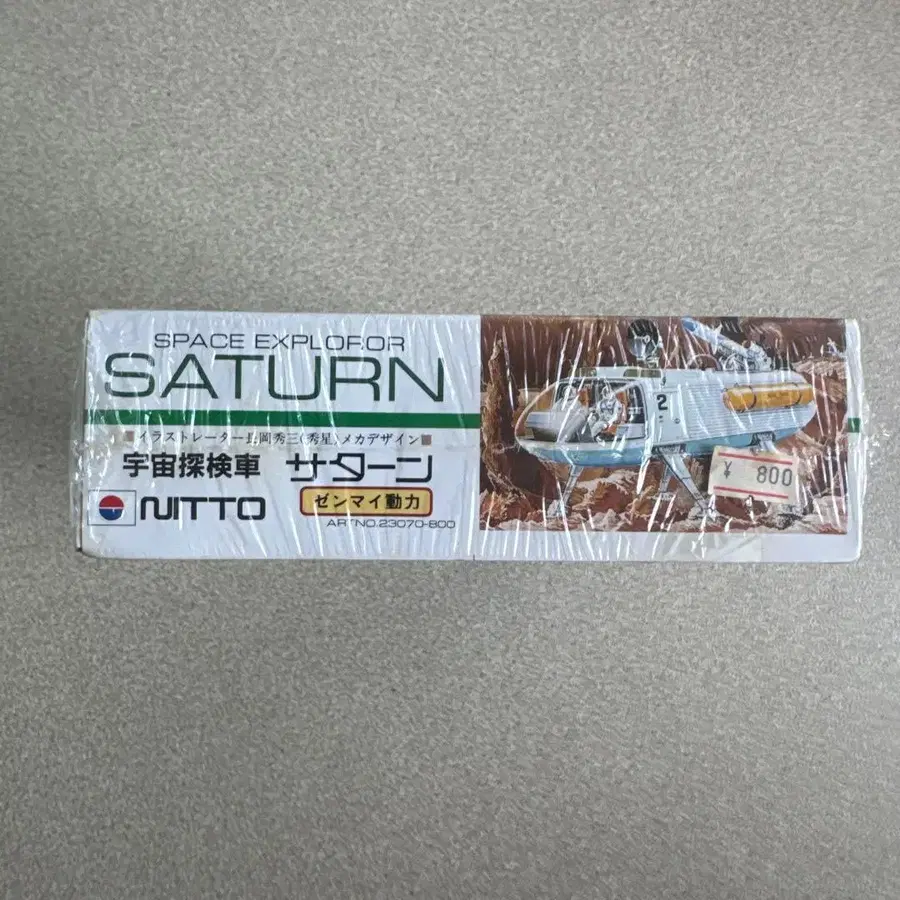 SPACE EXPLOROR
SATURN
■イラストレーター長岡秀三(秀星)メカデザイン■
宇宙探検車 サターン
NITTO
ゼンマイ動力
ART NO.23070-800
2
¥ 800